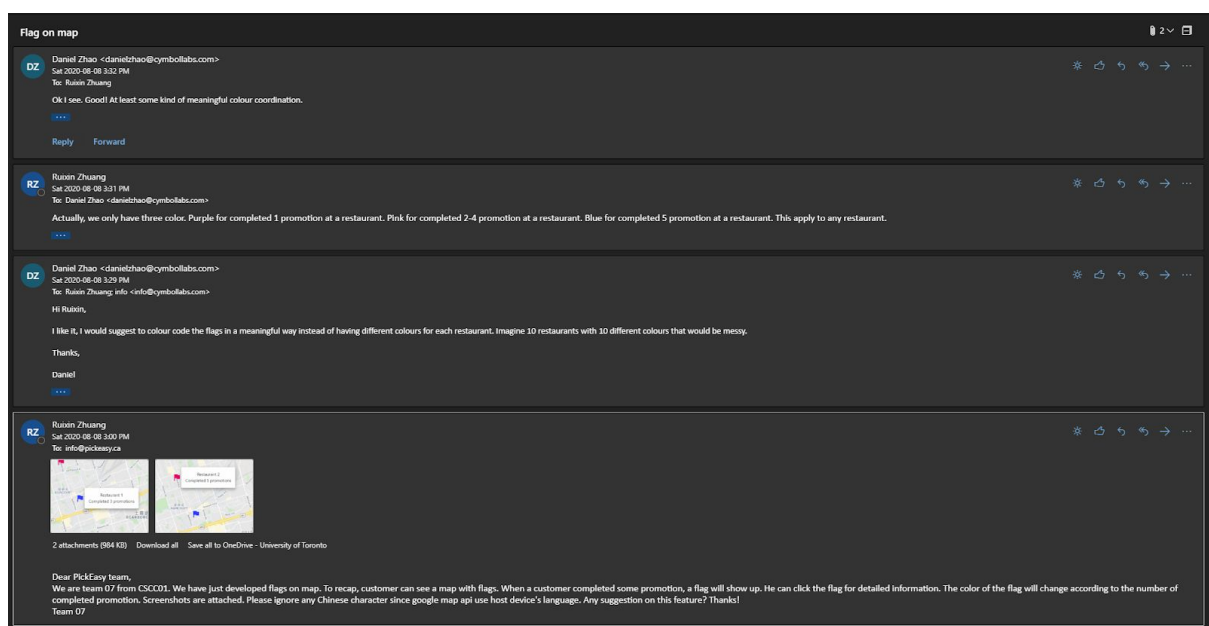 Flag on map
2
DZ
Daniel Zhao <danielzhao@cymbollabs.com>
Sat 2020-08-08 3:32 PM
To: Ruixin Zhuang
Ok I see. Good! At least some kind of meaningful colour coordination.
...
Reply Forward
RZ
Ruixin Zhuang
Sat 2020-08-08 3:31 PM
To: Daniel Zhao <danielzhao@cymbollabs.com>
Actually, we only have three color. Purple for completed 1 promotion at a restaurant. Pink for completed 2-4 promotion at a restaurant. Blue for completed 5 promotion at a restaurant. This apply to any restaurant.
...
DZ
Daniel Zhao <danielzhao@cymbollabs.com>
Sat 2020-08-08 3:29 PM
To: Ruixin Zhuang; info <info@cymbollabs.com>
Hi Ruixin,
I like it, I would suggest to colour code the flags in a meaningful way instead of having different colours for each restaurant. Imagine 10 restaurants with 10 different colours that would be messy.
Thanks,
Daniel
...
RZ
Ruixin Zhuang
Sat 2020-08-08 3:00 PM
To: info@pickeasy.ca
Restaurant
Completed promotions
Restaurant 2
Completed promotions
2 attachments (984 KB) Download all Save all to OneDrive - University of Toronto
Dear PickEasy team,
We are team 07 from CSCC01. We have just developed flags on map. To recap, customer can see a map with flags. When a customer completed some promotion, a flag will show up. He can click the flag for detailed information. The color of the flag will change according to the number of
completed promotion. Screenshots are attached. Please ignore any Chinese character since google map api use host device's language. Any suggestion on this feature? Thanks!
Team 07